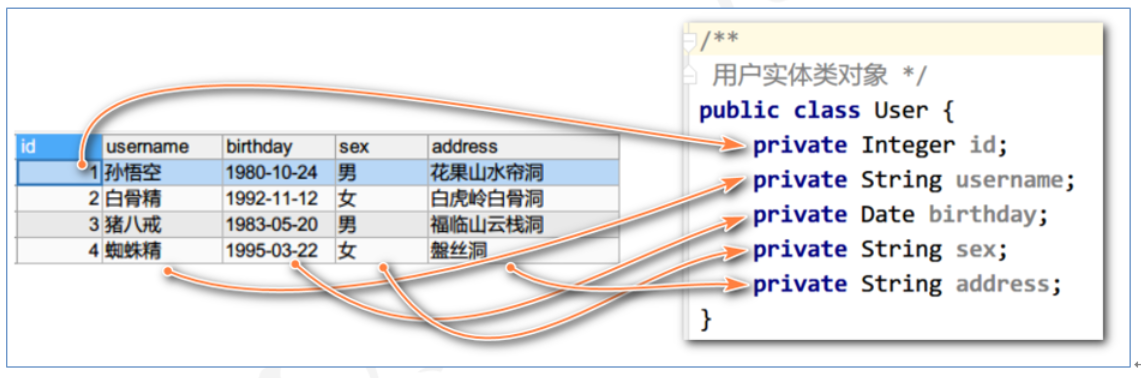 id username birthday sex address
1 孙悟空 1980-10-24 男 花果山水帘洞
2 白骨精 1992-11-12 女 白虎岭白骨洞
3 猪八戒 1983-05-20 男 福临山云栈洞
4 蜘蛛精 1995-03-22 女 盤丝洞
/**
用户实体类对象 */
public class User {
private Integer id;
private String username;
private Date birthday;
private String sex;
private String address;
}